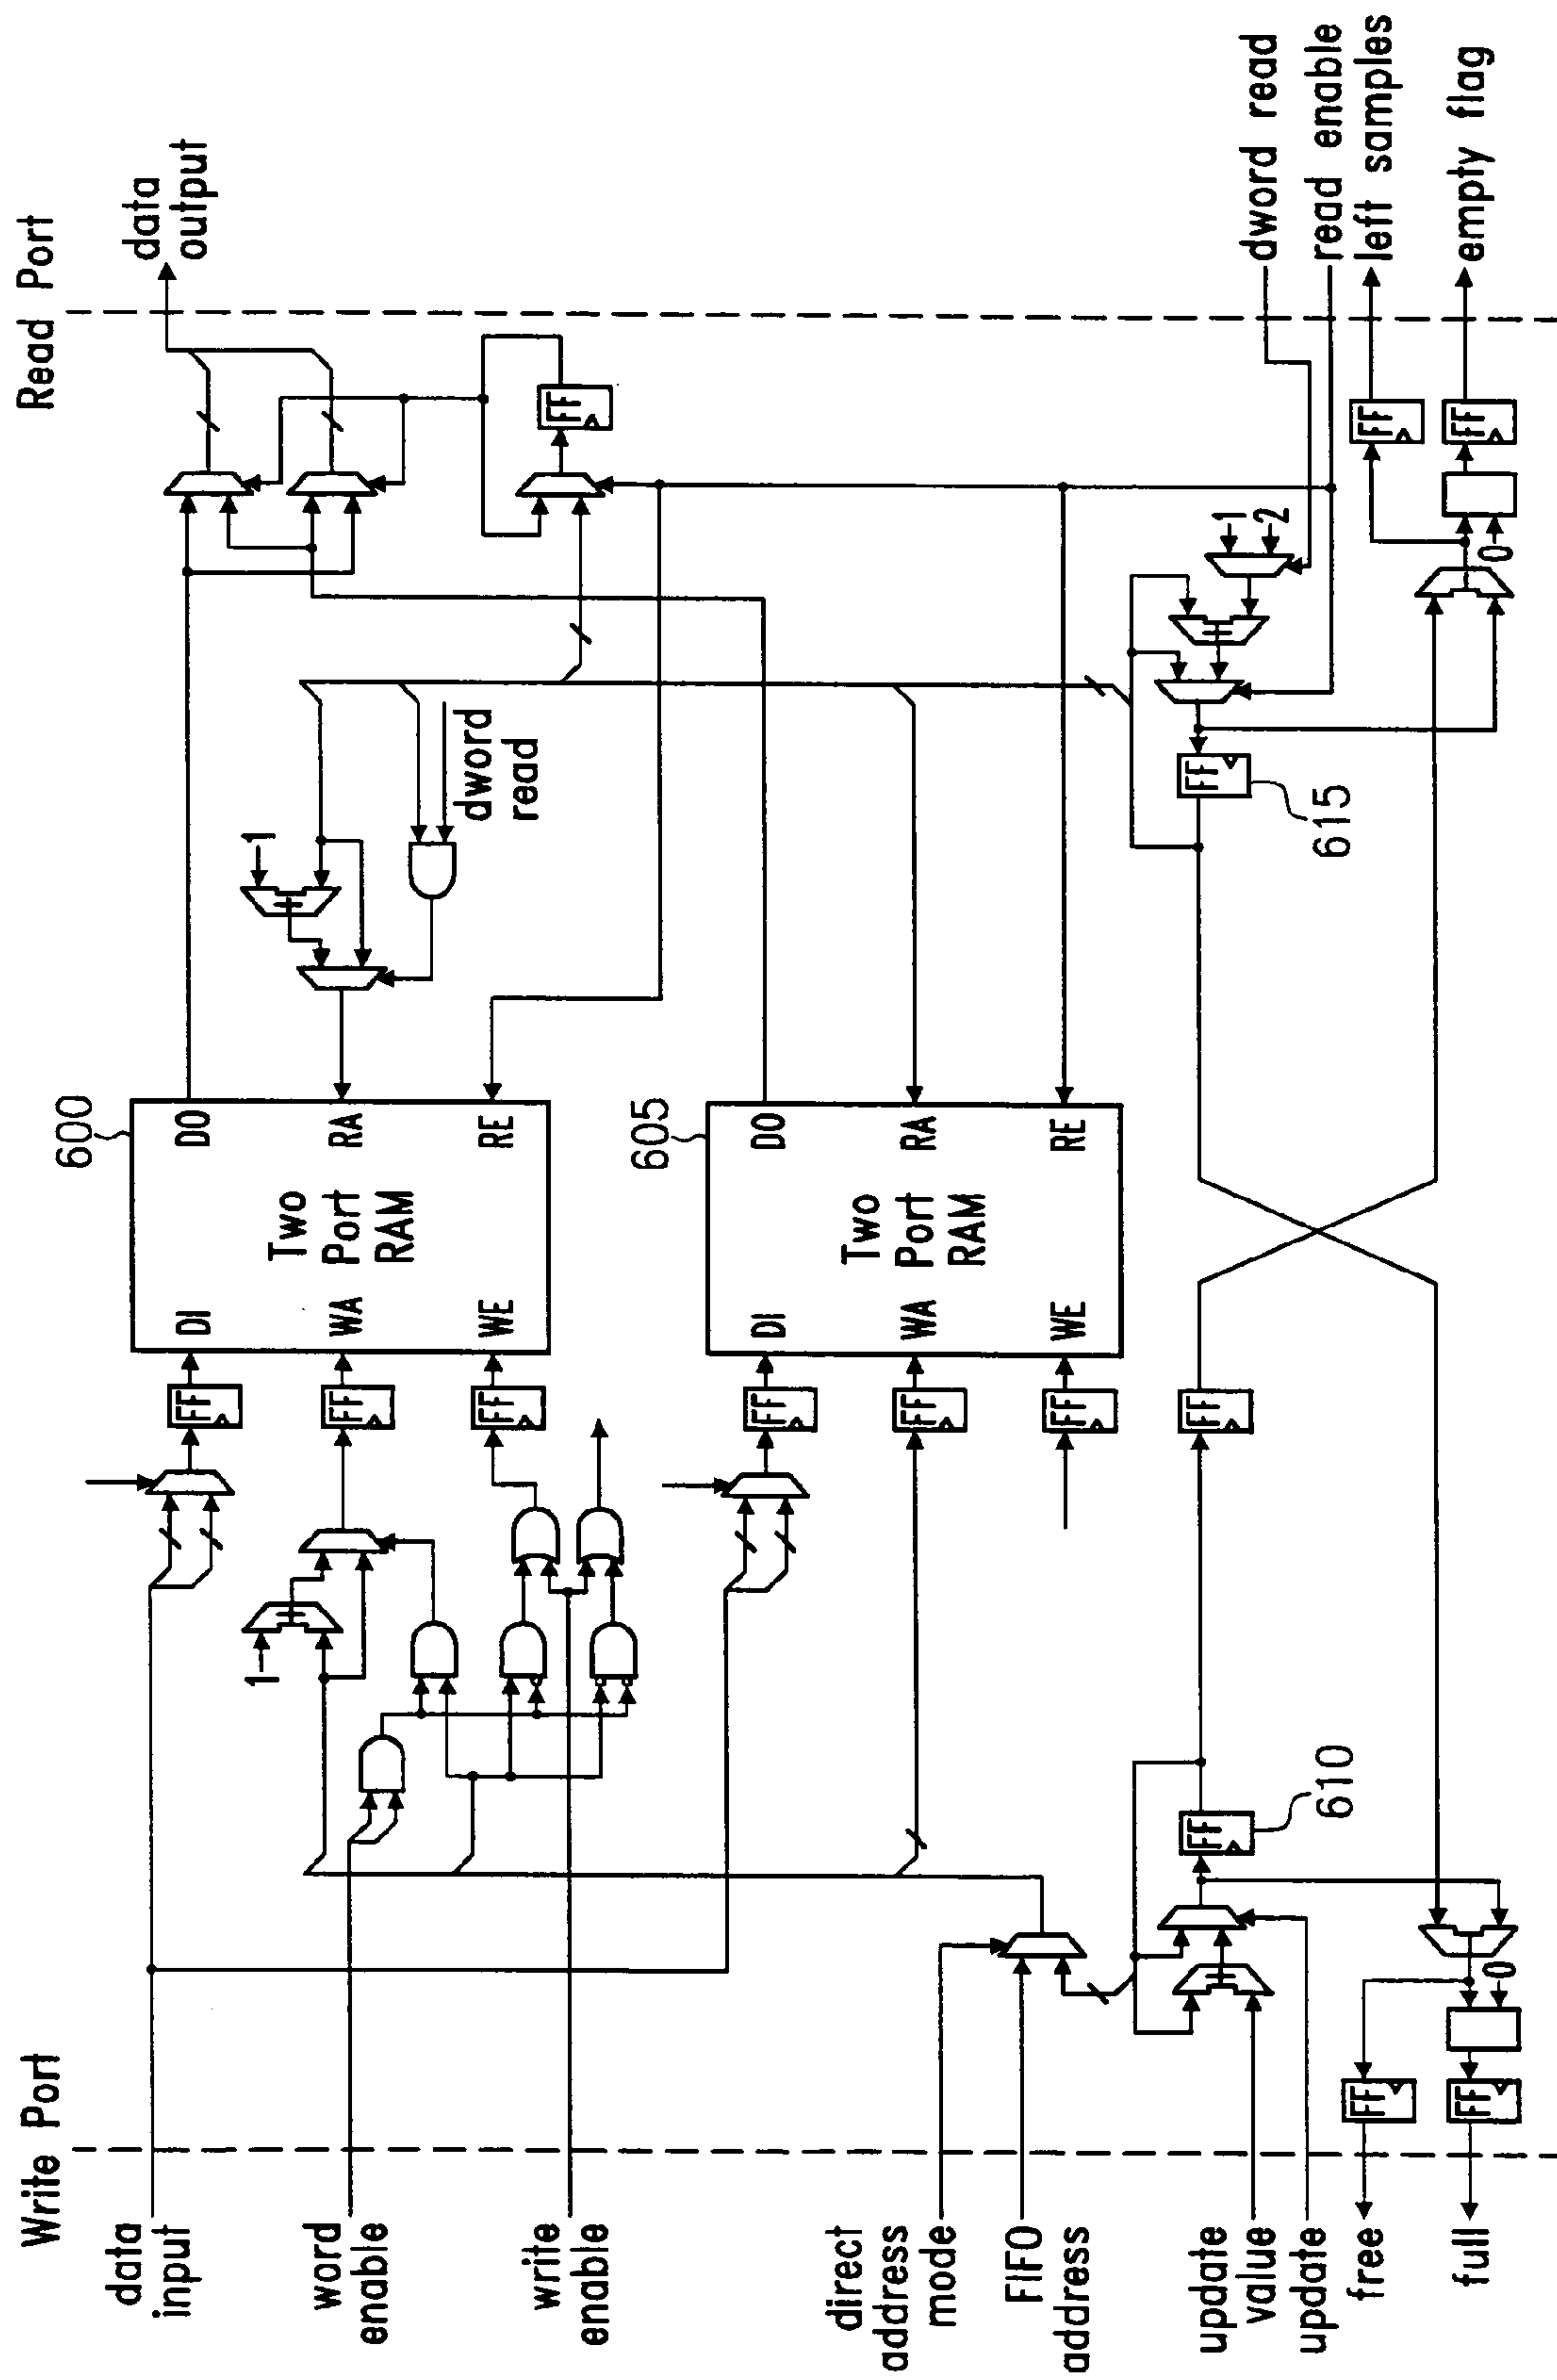 Write Port
Read Port
data
input
word
enable
write
enable
direct
address
mode
FIFO
address
update
value
update
free
full
1
FF
FF
FF
600
DI
DO
Two
WA
Port
RA
RAM
WE
RE
1
dword
read
FF
data
output
FF
FF
FF
605
DI
DO
Two
WA
Port
RA
RAM
WE
RE
FF
610
FF
FF
615
1
2
0
FF
FF
0
FF
FF
dword read
read enable
left samples
empty flag